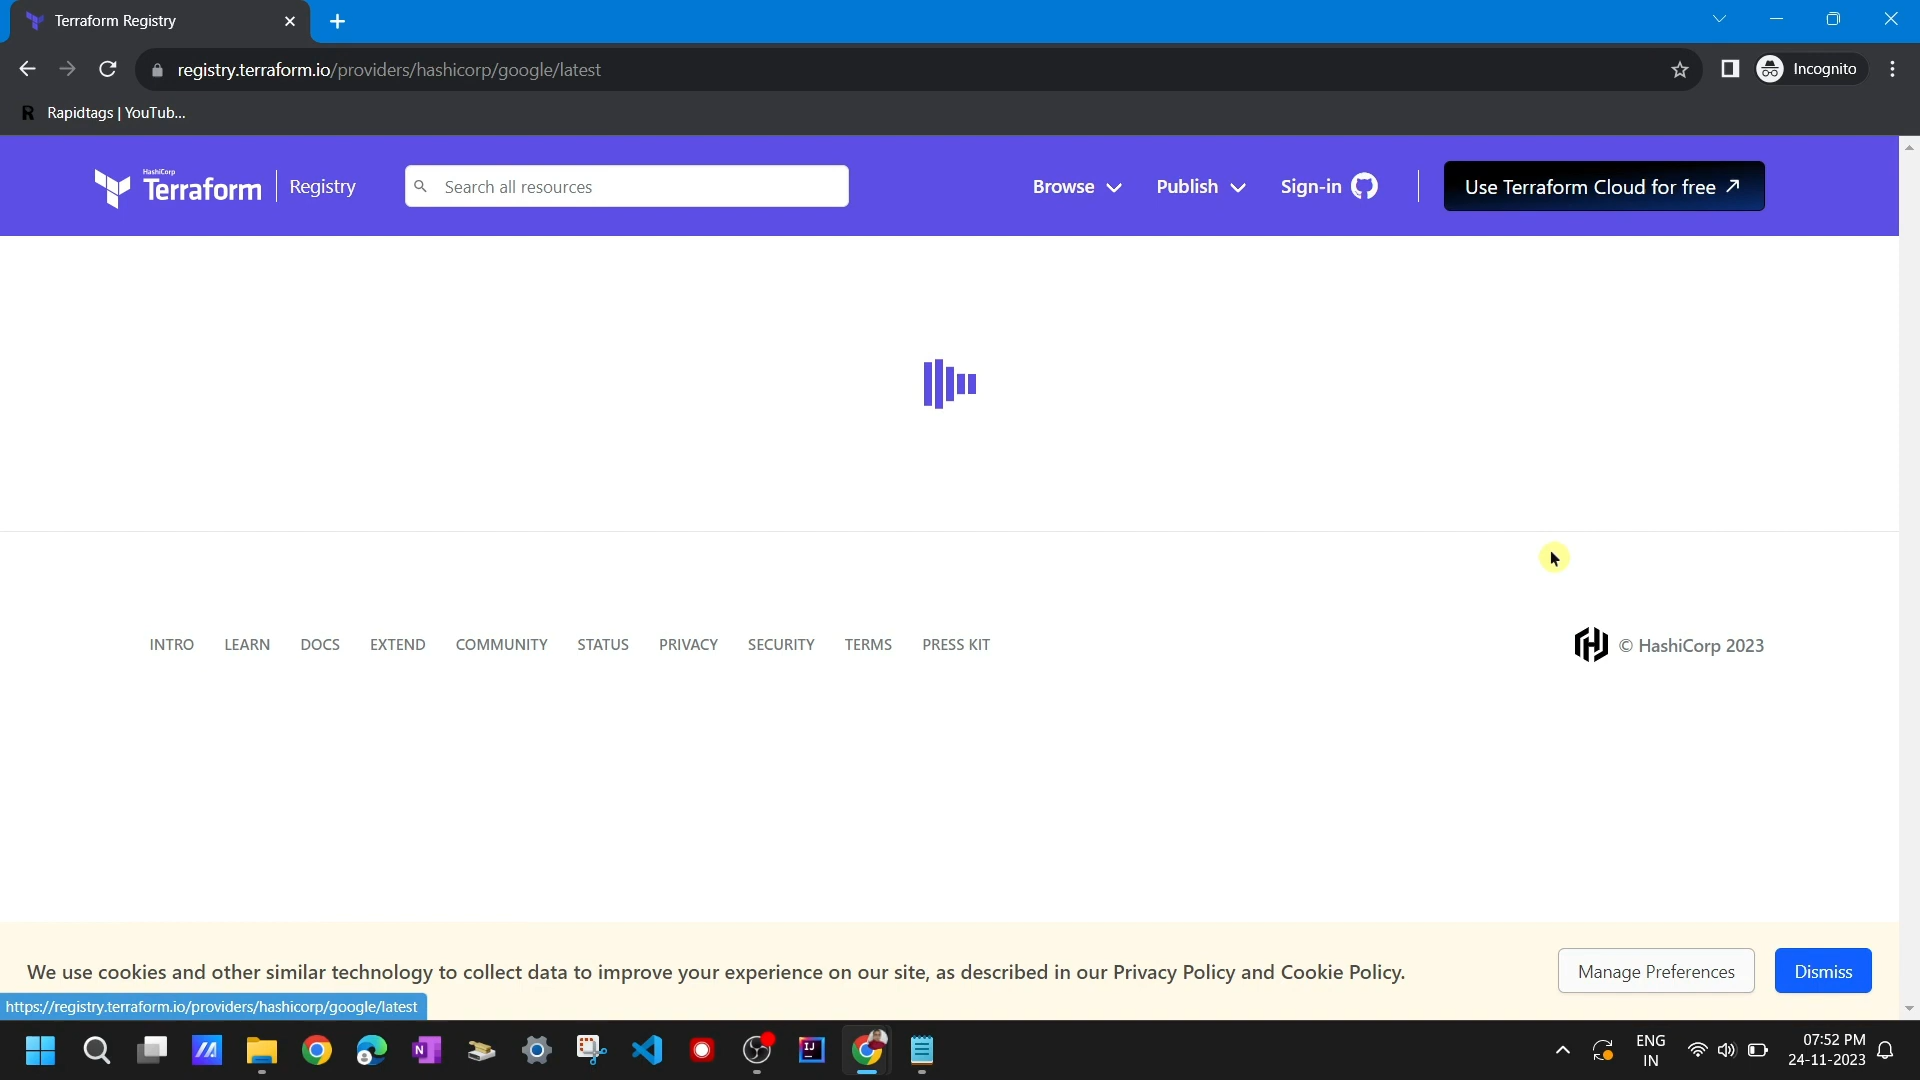 Terraform Registry
registry.terraform.io/providers/hashicorp/google/latest
Incognito
R Rapidtags | YouTub...
HashiCorp
Terraform
Registry
Search all resources
Browse
Publish
Sign-in
Use Terraform Cloud for free
INTRO LEARN DOCS EXTEND COMMUNITY STATUS PRIVACY SECURITY TERMS PRESS KIT
© HashiCorp 2023
We use cookies and other similar technology to collect data to improve your experience on our site, as described in our Privacy Policy and Cookie Policy.
Manage Preferences
Dismiss
https://registry.terraform.io/providers/hashicorp/google/latest
N
IJ
ENG
IN
07:52 PM
24-11-2023